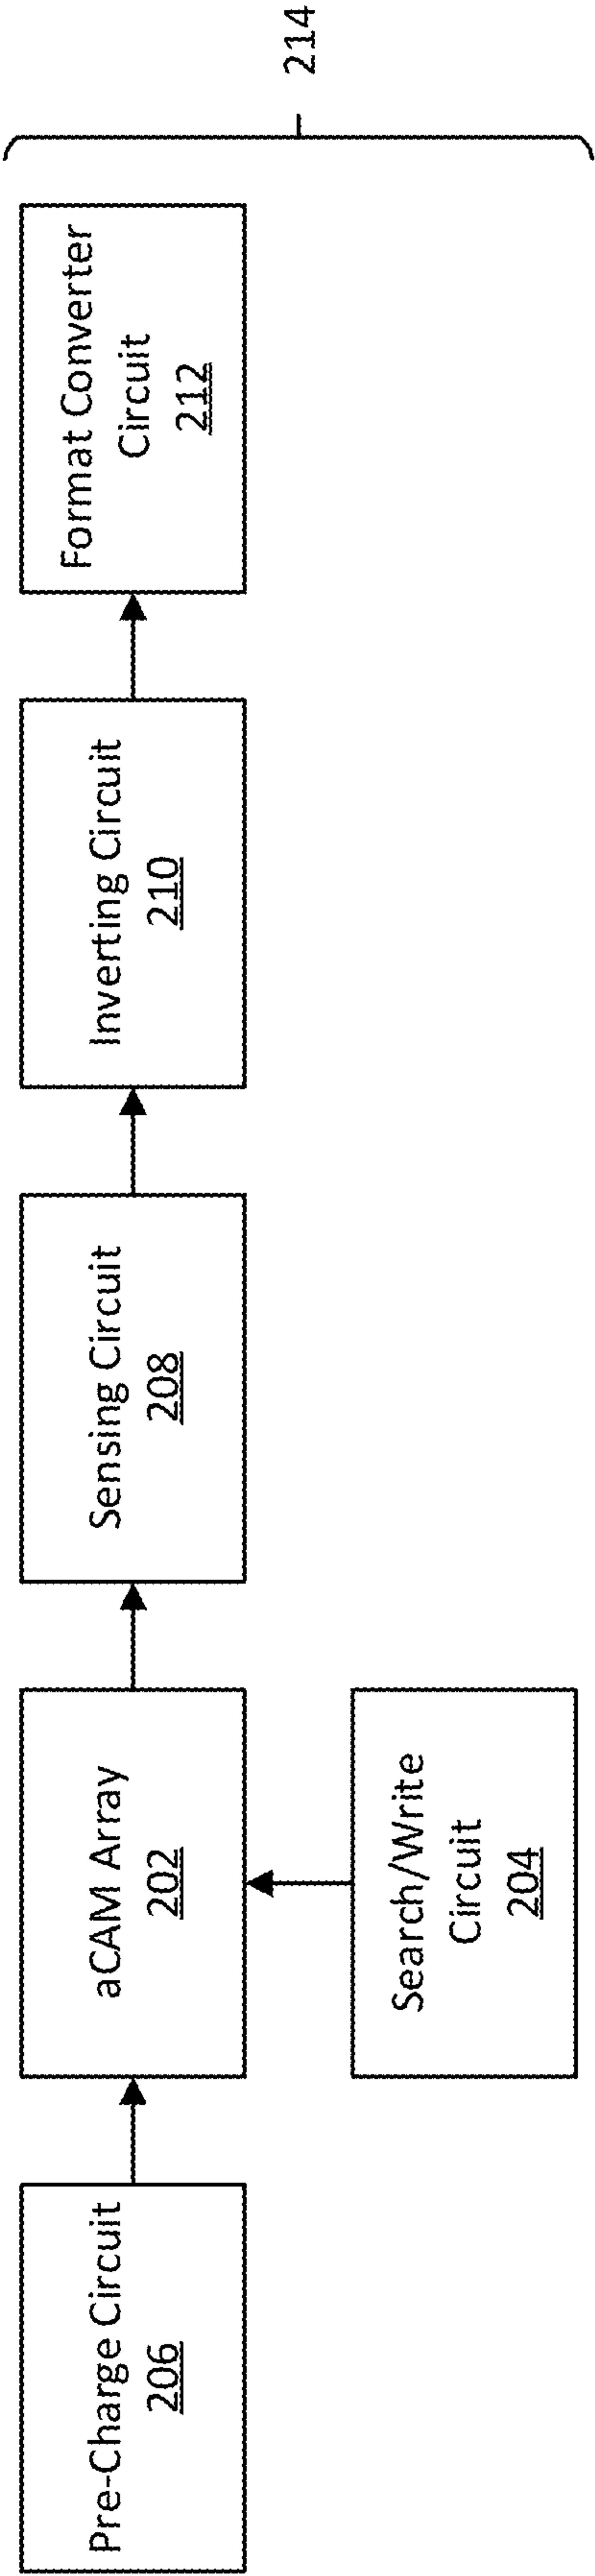 Pre-Charge Circuit
206
aCAM Array
202
Search/Write
Circuit
204
Sensing Circuit
208
Inverting Circuit
210
Format Converter
Circuit
212
214